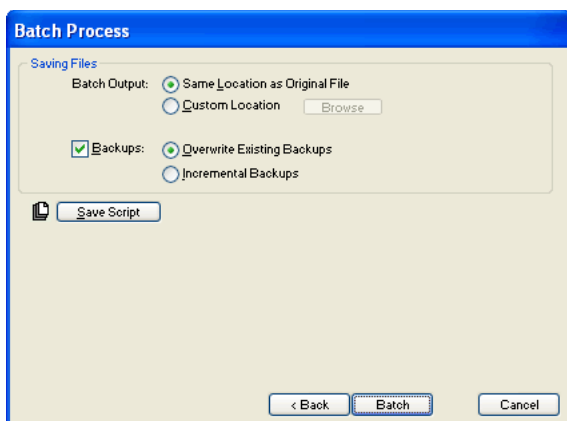 Batch Process
Saving Files
Batch Output: Same Location as Original File
Custom Location Browse
Backups: Overwrite Existing Backups
Incremental Backups
Save Script
< Back Batch Cancel